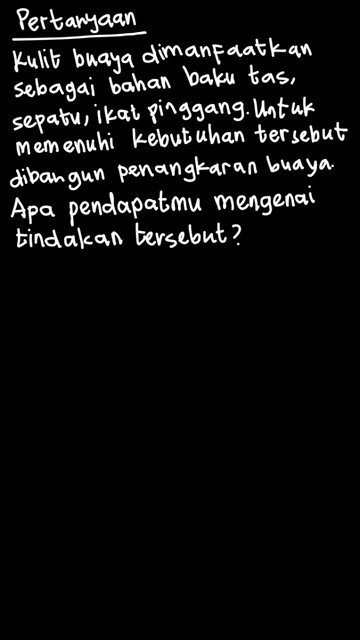 Pertanyaan
Kulit buaya dimanfaatkan
sebagai bahan baku tas,
sepatu, ikat pinggang. Untuk
memenuhi kebutuhan tersebut
dibangun penangkaran buaya.
Apa pendapatmu mengenai
tindakan tersebut?